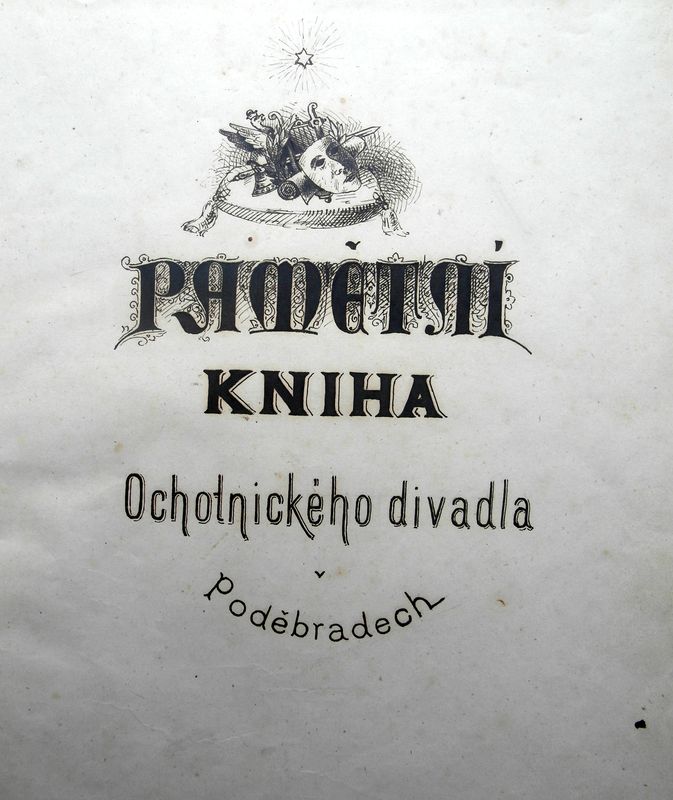 PAMĚTNÍ
KNIHA
Ochotnického divadla
v
Poděbradech